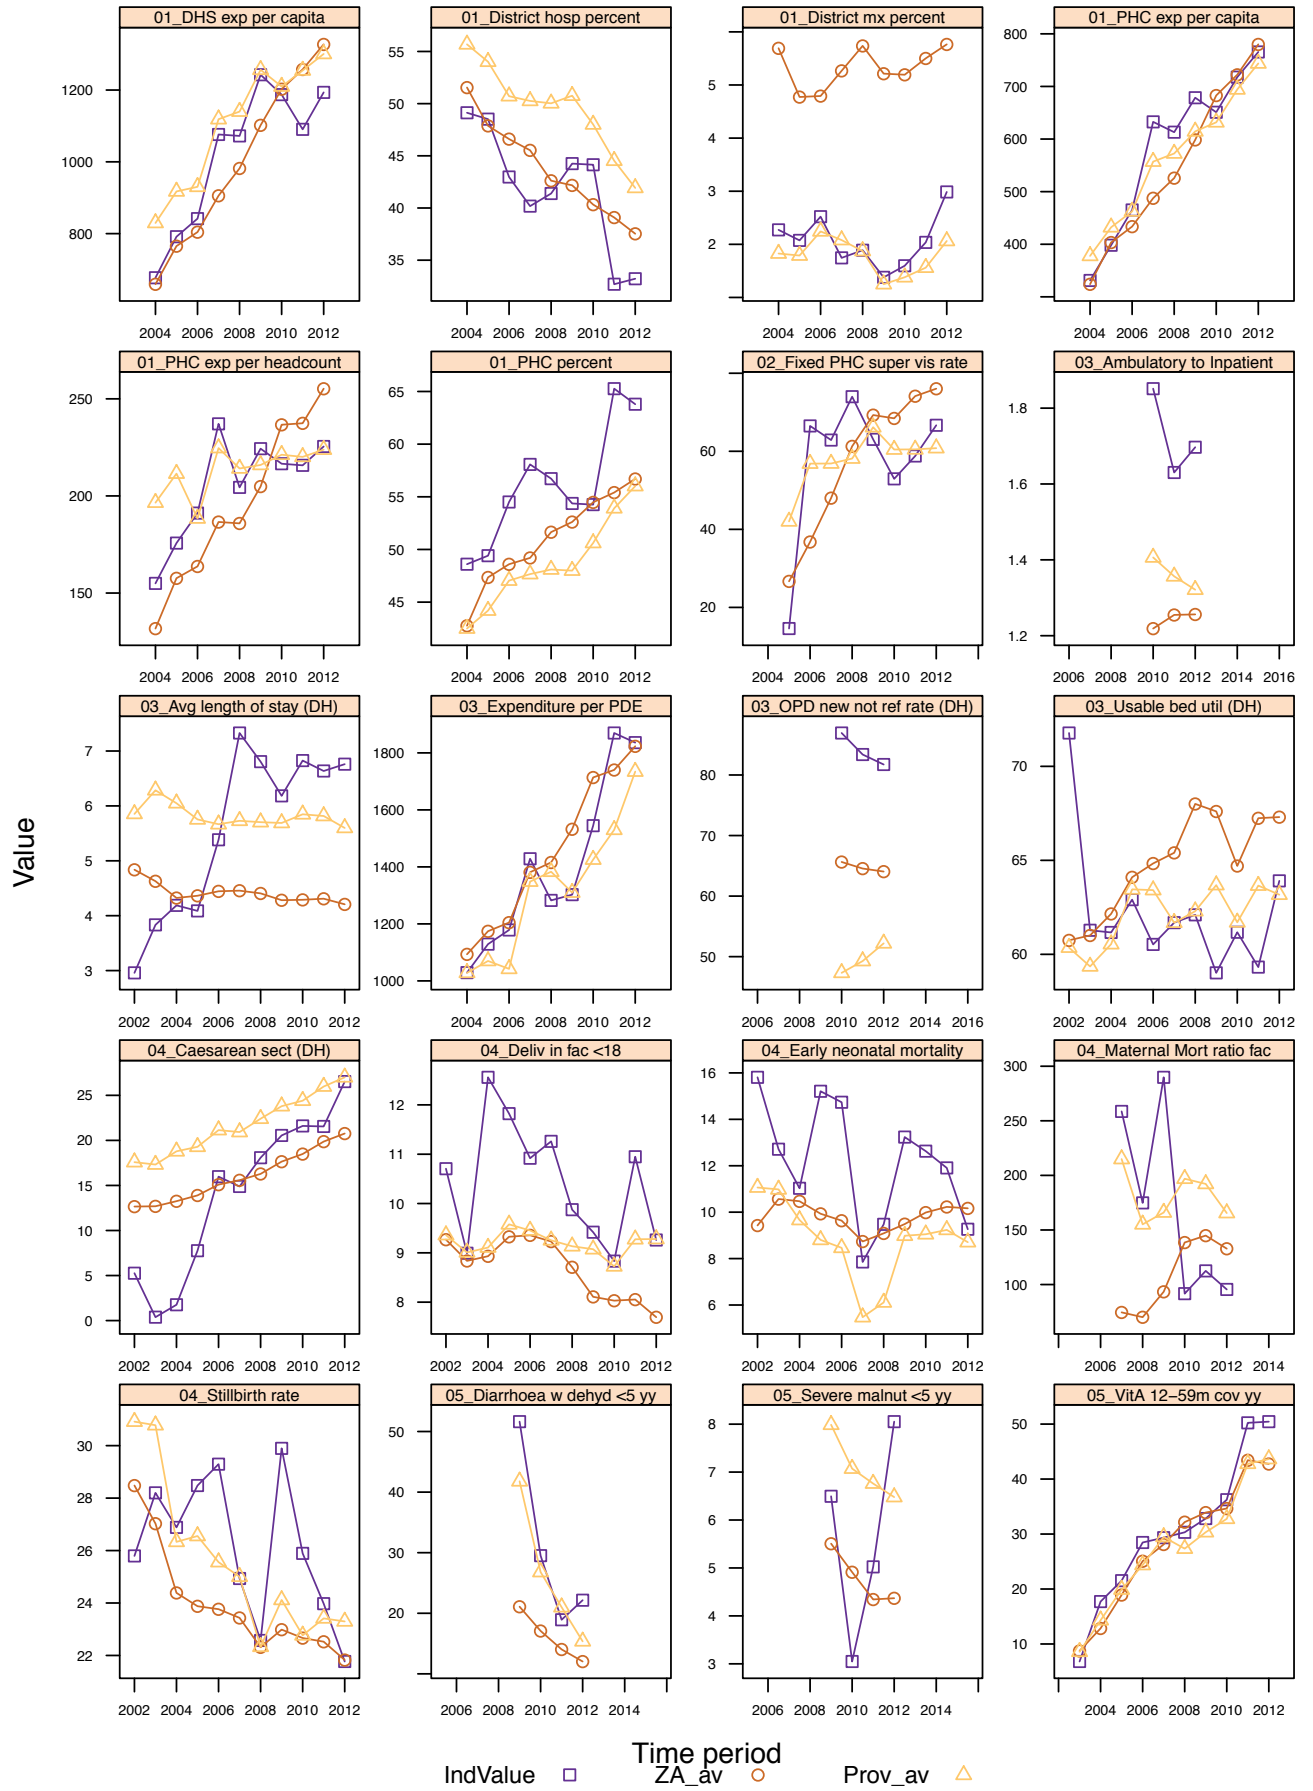 01_DHS exp per capita 01_District hosp percent 01_District mx percent 01_PHC exp per capita
1200 1000 800
55 50 45 40 35
5 3 2
800 700 600 500 400
2004 2006 2008 2010 2012 2004 2006 2008 2010 2012 2004 2006 2008 2010 2012 2004 2006 2008 2010 2012
01_PHC exp per headcount 01_PHC percent 02_Fixed PHC super vis rate 03_Ambulatory to Inpatient
250 200 150
65 60 55 50 45
60 40 20
1.8 1.6 1.4 1.2
2004 2006 2008 2010 2012 2004 2006 2008 2010 2012 2004 2006 2008 2010 2012 2006 2008 2010 2012 2014 2016
03_Avg length of stay (DH) 03_Expenditure per PDE 03_OPD new not ref rate (DH) 03_Usable bed util (DH)
7 6 5 4 3
1800 1600 1400 1200 1000
80 70 60 50
70 65 60
2002 2004 2006 2008 2010 2012 2004 2006 2008 2010 2012 2006 2008 2010 2012 2014 2016 2002 2004 2006 2008 2010 2012
04_Caesarean sect (DH) 04_Deliv in fac <18 04_Early neonatal mortality 04_Maternal Mort ratio fac
25 20 15 10 5 0
12 11 10 9 8
16 14 12 10 8 6
300 250 200 150 100
2002 2004 2006 2008 2010 2012 2002 2004 2006 2008 2010 2012 2002 2004 2006 2008 2010 2012 2006 2008 2010 2012 2014
04_Stillbirth rate 05_Diarrhoea w dehyd <5 yy 05_Severe malnut <5 yy 05_VitA 12−59m cov yy
30 28 26 24 22
50 40 30 20
8 7 6 5 4 3
50 40 30 20 10
2002 2004 2006 2008 2010 2012 2006 2008 2010 2012 2014 2006 2008 2010 2012 2014 2004 2006 2008 2010 2012
Value
Time period
IndValue ZA_av Prov_av